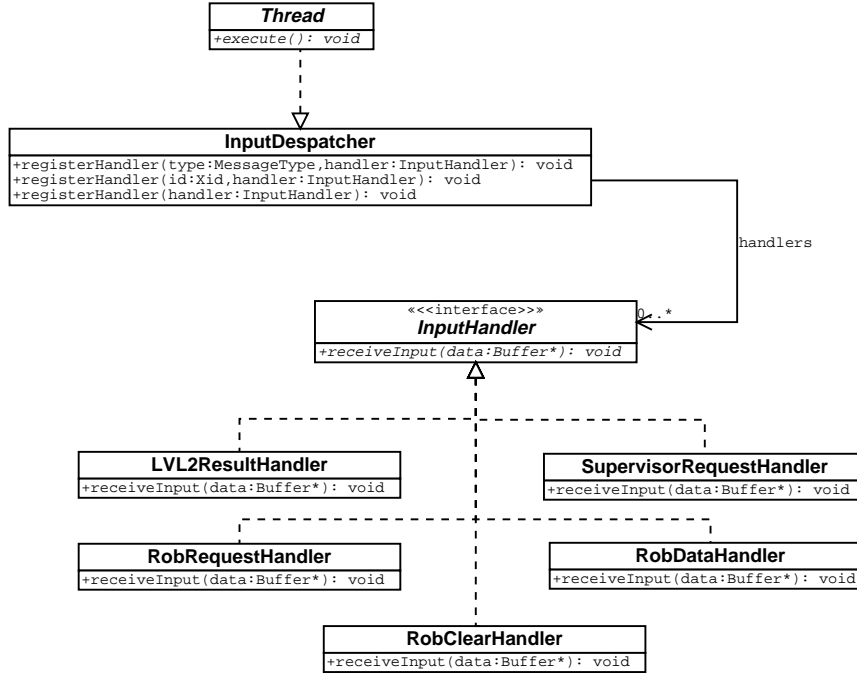 Thread
+execute(): void
InputDespatcher
+registerHandler(type:MessageType,handler:InputHandler): void
+registerHandler(id:Xid,handler:InputHandler): void
+registerHandler(handler:InputHandler): void
handlers
0..*
«<<interface>>»
InputHandler
+receiveInput(data:Buffer*): void
LVL2ResultHandler
+receiveInput(data:Buffer*): void
SupervisorRequestHandler
+receiveInput(data:Buffer*): void
RobRequestHandler
+receiveInput(data:Buffer*): void
RobDataHandler
+receiveInput(data:Buffer*): void
RobClearHandler
+receiveInput(data:Buffer*): void